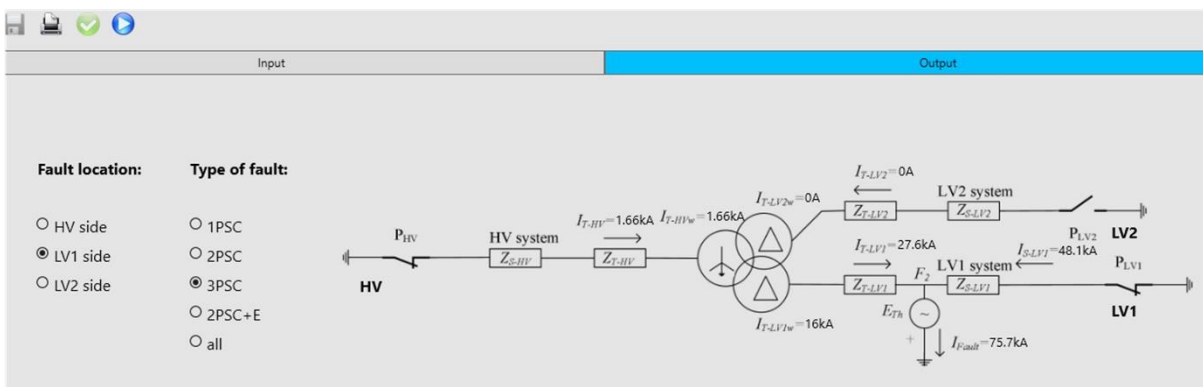 Input Output
Fault location: Type of fault:
HV side
LV1 side
LV2 side
1PSC
2PSC
3PSC
2PSC+E
all
I_T-LV2=0A
I_T-LV2w=0A LV2 system
Z_T-LV2 Z_S-LV2
I_T-HV=1.66kA I_T-HVw=1.66kA
P_HV HV system P_LV2 LV2
Z_S-HV Z_T-HV
HV
I_T-LV1=27.6kA I_S-LV1=48.1kA
F_2 LV1 system P_LV1
Z_T-LV1 Z_S-LV1
E_Th ~ LV1
I_T-LV1w=16kA
+ I_Fault=75.7kA